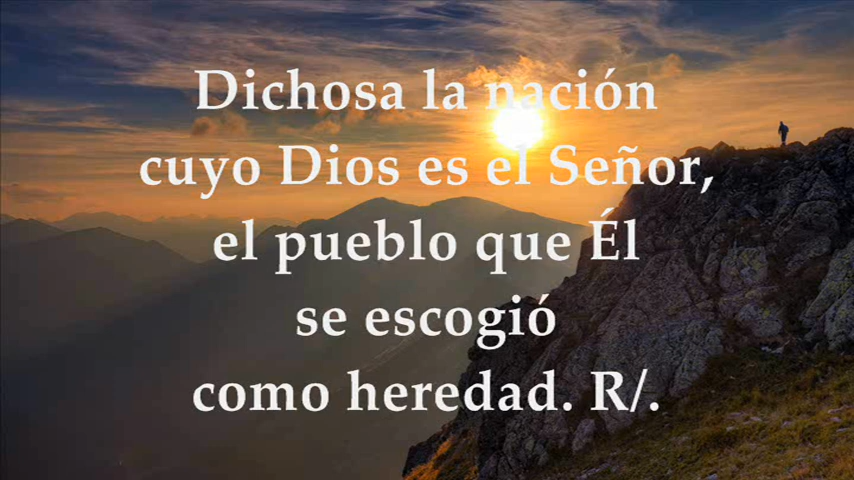 Dichosa la nación
cuyo Dios es el Señor,
el pueblo que Él
se escogió
como heredad. R/.